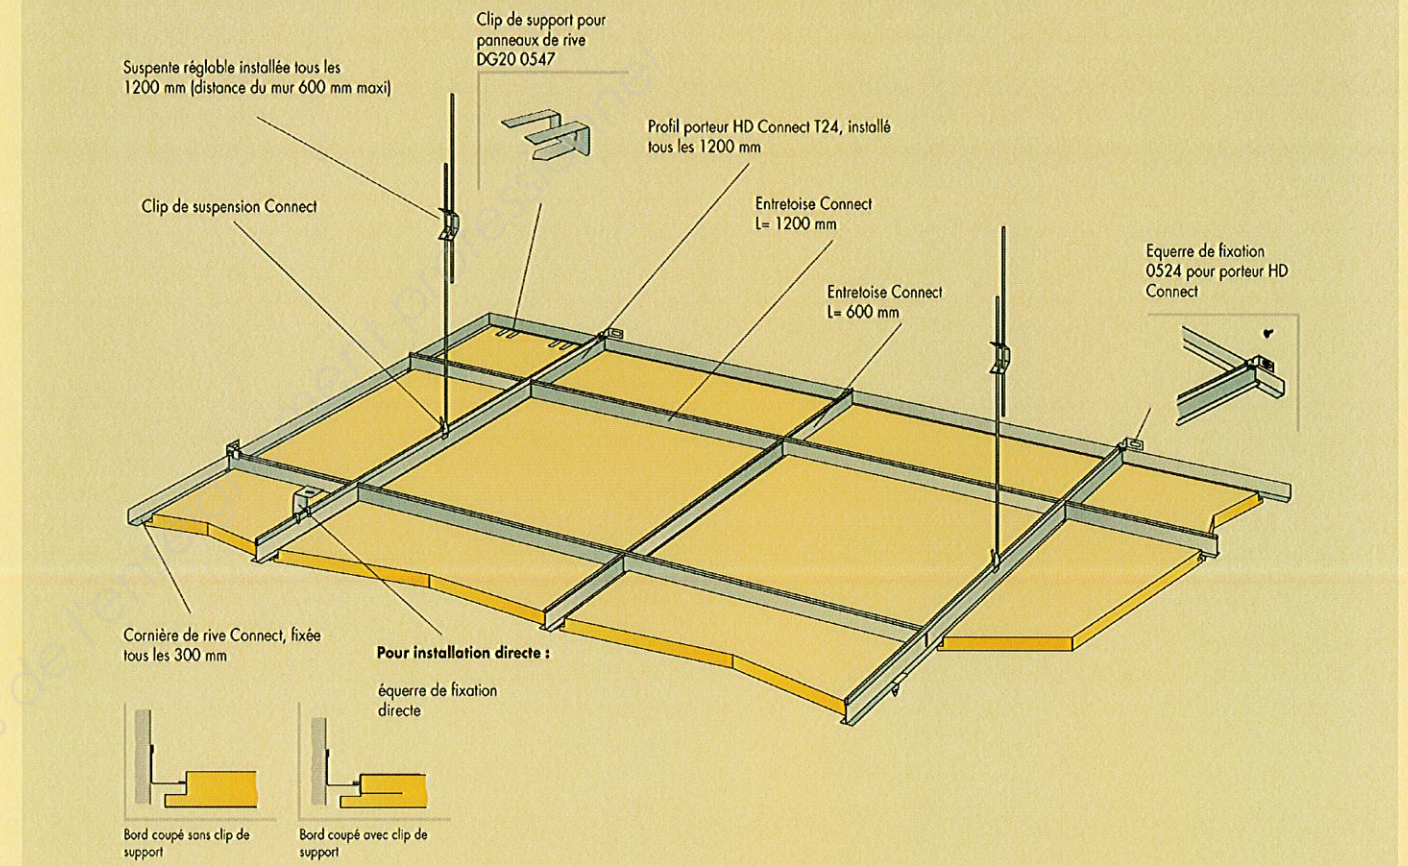 Clip de support pour
panneaux de rive
DG20 0547
Suspente réglable installée tous les
1200 mm (distance du mur 600 mm maxi)
Profil porteur HD Connect T24, installé
tous les 1200 mm
Clip de suspension Connect
Entretoise Connect
L= 1200 mm
Equerre de fixation
0524 pour porteur HD
Connect
Entretoise Connect
L= 600 mm
Cornière de rive Connect, fixée
tous les 300 mm
Pour installation directe :
équerre de fixation
directe
Bord coupé sans clip de
support
Bord coupé avec clip de
support